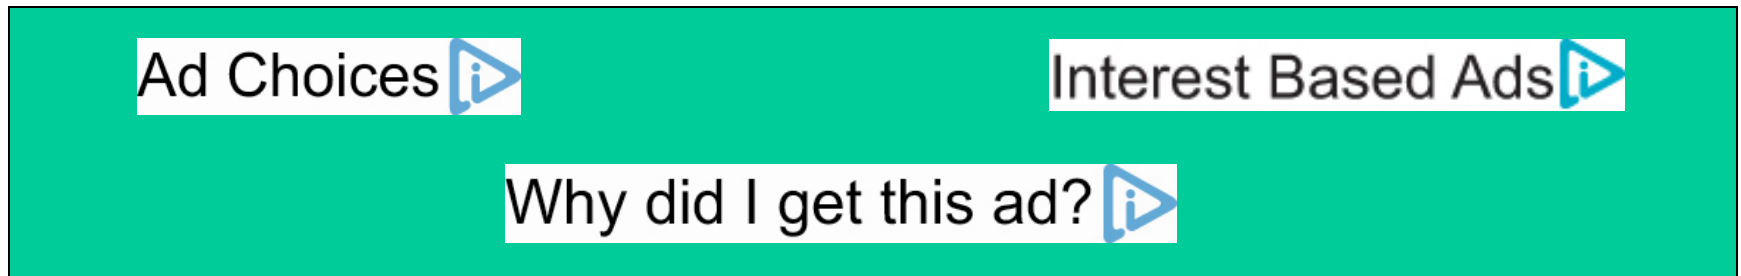 Ad Choices
Interest Based Ads
Why did I get this ad?